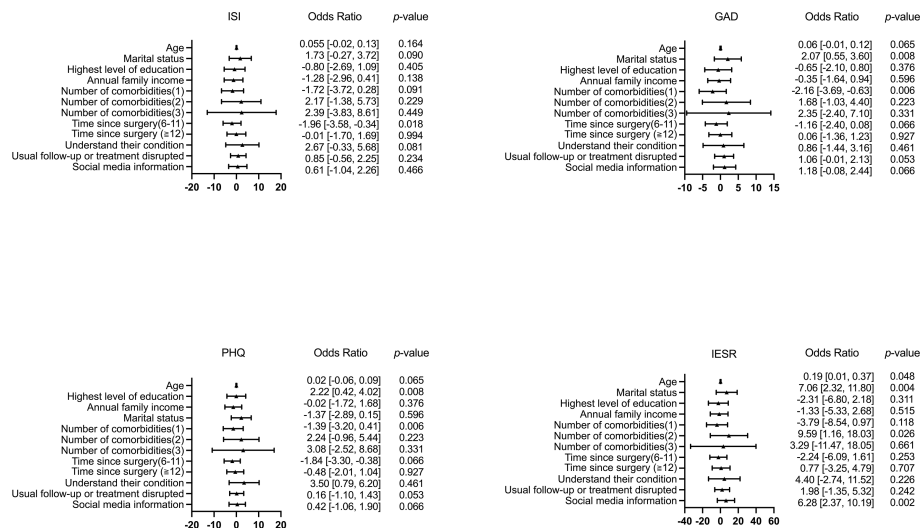 ISI Odds Ratio p-value
Age 0.055 [-0.02, 0.13] 0.164
Marital status 1.73 [-0.27, 3.72] 0.090
Highest level of education -0.80 [-2.69, 1.09] 0.405
Annual family income -1.28 [-2.96, 0.41] 0.138
Number of comorbidities(1) -1.72 [-3.72, 0.28] 0.091
Number of comorbidities(2) 2.17 [-1.38, 5.73] 0.229
Number of comorbidities(3) 2.39 [-3.83, 8.61] 0.449
Time since surgery(6-11) -1.96 [-3.58, -0.34] 0.018
Time since surgery (≥12) -0.01 [-1.70, 1.69] 0.994
Understand their condition 2.67 [-0.33, 5.68] 0.081
Usual follow-up or treatment disrupted 0.85 [-0.56, 2.25] 0.234
Social media information 0.61 [-1.04, 2.26] 0.466
-20 -10 0 10 20
GAD Odds Ratio p-value
Age 0.06 [-0.01, 0.12] 0.065
Marital status 2.07 [0.55, 3.60] 0.008
Highest level of education -0.65 [-2.10, 0.80] 0.376
Annual family income -0.35 [-1.64, 0.94] 0.596
Number of comorbidities(1) -2.16 [-3.69, -0.63] 0.006
Number of comorbidities(2) 1.68 [-1.03, 4.40] 0.223
Number of comorbidities(3) 2.35 [-2.40, 7.10] 0.331
Time since surgery(6-11) -1.16 [-2.40, 0.08] 0.066
Time since surgery (≥12) 0.06 [-1.36, 1.23] 0.927
Understand their condition 0.86 [-1.44, 3.16] 0.461
Usual follow-up or treatment disrupted 1.06 [-0.01, 2.13] 0.053
Social media information 1.18 [-0.08, 2.44] 0.066
-10 -5 0 5 10 15
PHQ Odds Ratio p-value
Age 0.02 [-0.06, 0.09] 0.065
Highest level of education 2.22 [0.42, 4.02] 0.008
Annual family income -0.02 [-1.72, 1.68] 0.376
Marital status -1.37 [-2.89, 0.15] 0.596
Number of comorbidities(1) -1.39 [-3.20, 0.41] 0.006
Number of comorbidities(2) 2.24 [-0.96, 5.44] 0.223
Number of comorbidities(3) 3.08 [-2.52, 8.68] 0.331
Time since surgery(6-11) -1.84 [-3.30, -0.38] 0.066
Time since surgery (≥12) -0.48 [-2.01, 1.04] 0.927
Understand their condition 3.50 [0.79, 6.20] 0.461
Usual follow-up or treatment disrupted 0.16 [-1.10, 1.43] 0.053
Social media information 0.42 [-1.06, 1.90] 0.066
-20 -10 0 10 20
IESR Odds Ratio p-value
Age 0.19 [0.01, 0.37] 0.048
Marital status 7.06 [2.32, 11.80] 0.004
Highest level of education -2.31 [-6.80, 2.18] 0.311
Annual family income -1.33 [-5.33, 2.68] 0.515
Number of comorbidities(1) -3.79 [-8.54, 0.97] 0.118
Number of comorbidities(2) 9.59 [1.16, 18.03] 0.026
Number of comorbidities(3) 3.29 [-11.47, 18.05] 0.661
Time since surgery(6-11) -2.24 [-6.09, 1.61] 0.253
Time since surgery (≥12) 0.77 [-3.25, 4.79] 0.707
Understand their condition 4.40 [-2.74, 11.52] 0.226
Usual follow-up or treatment disrupted 1.98 [-1.35, 5.32] 0.242
Social media information 6.28 [2.37, 10.19] 0.002
-40 -20 0 20 40 60